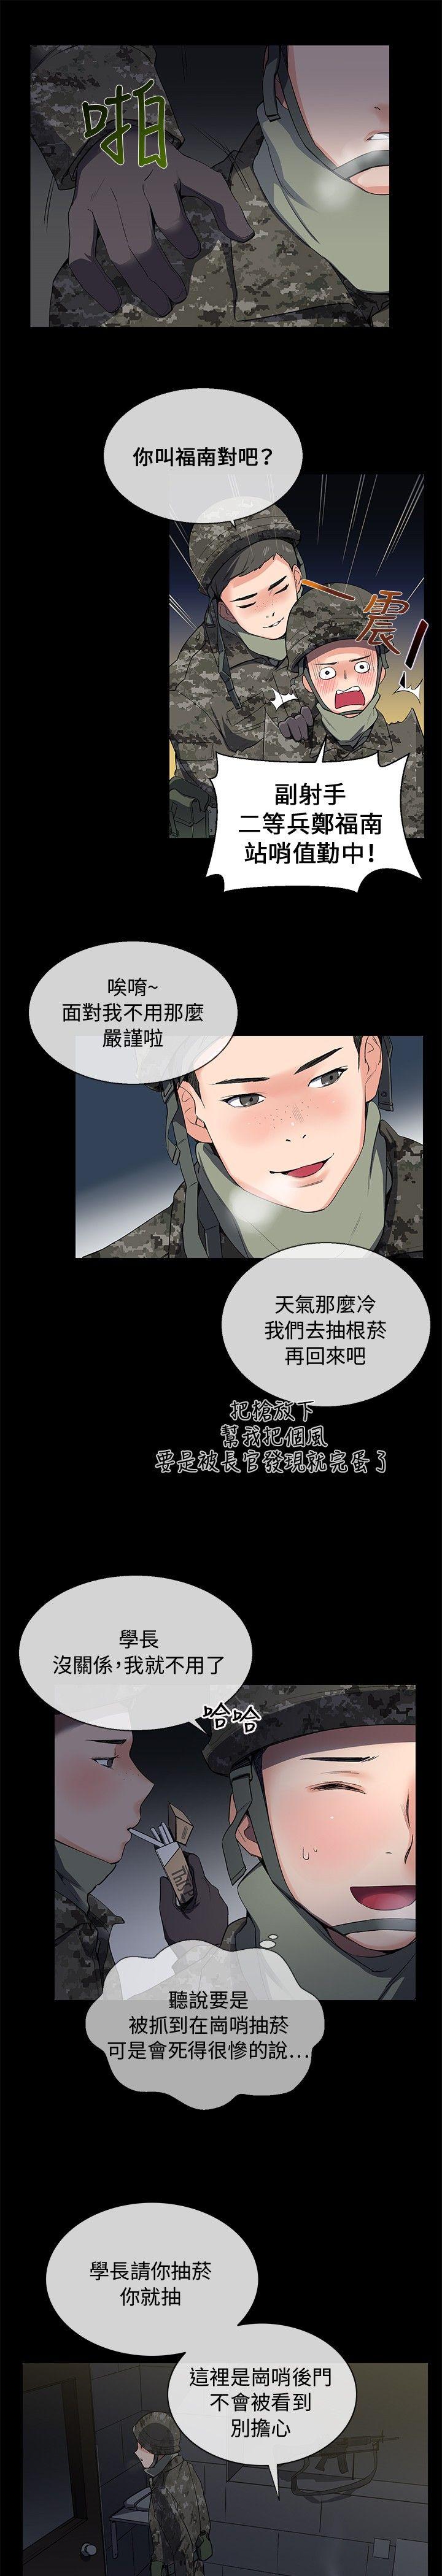 啪
你叫福南對吧？
震
副射手
二等兵鄭福南
站哨值勤中！
唉唷~
面對我不用那麼
嚴謹啦
天氣那麼冷
我們去抽根菸
再回來吧
把槍放下
幫我把個風
要是被長官發現就完蛋了
學長
沒關係，我就不用了
哈哈
THIS
聽說要是
被抓到在崗哨抽菸
可是會死得很慘的說...
學長請你抽菸
你就抽
這裡是崗哨後門
不會被看到
別擔心